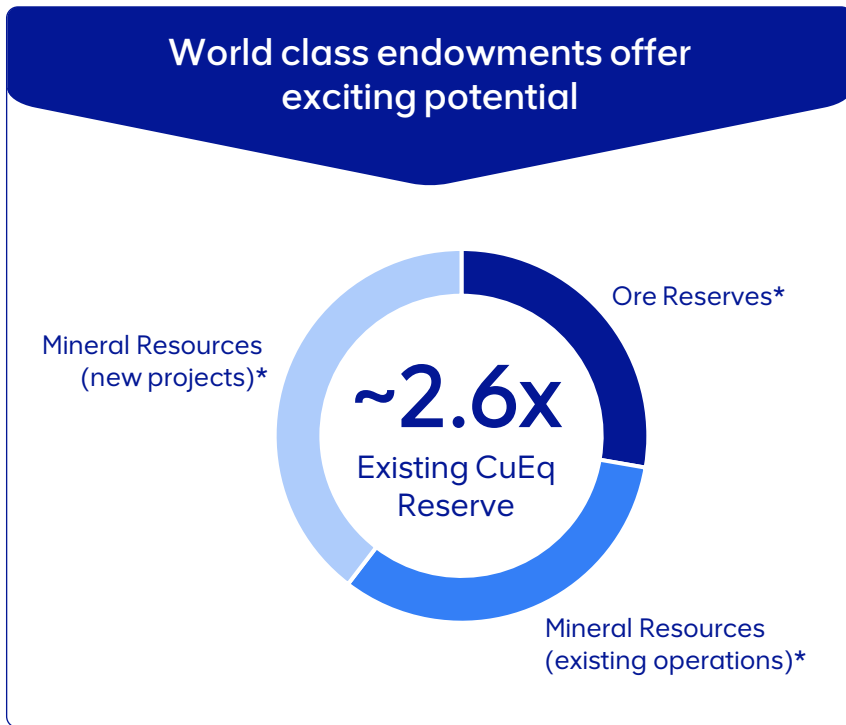 World class endowments offer
exciting potential
Ore Reserves*
Mineral Resources
(new projects)*
~2.6x
Existing CuEq
Reserve
Mineral Resources
(existing operations)*